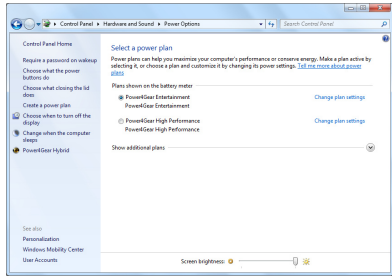 Control Panel ▸ Hardware and Sound ▸ Power Options
Search Control Panel
Control Panel Home
Require a password on wakeup
Choose what the power
buttons do
Choose what closing the lid
does
Create a power plan
Choose when to turn off the
display
Change when the computer
sleeps
Power4Gear Hybrid
See also
Personalization
Windows Mobility Center
User Accounts
Select a power plan
Power plans can help you maximize your computer's performance or conserve energy. Make a plan active by
selecting it, or choose a plan and customize it by changing its power settings. Tell me more about power
plans
Plans shown on the battery meter
Power4Gear Entertainment
Change plan settings
Power4Gear Entertainment
Power4Gear High Performance
Change plan settings
Power4Gear High Performance
Show additional plans
Screen brightness: